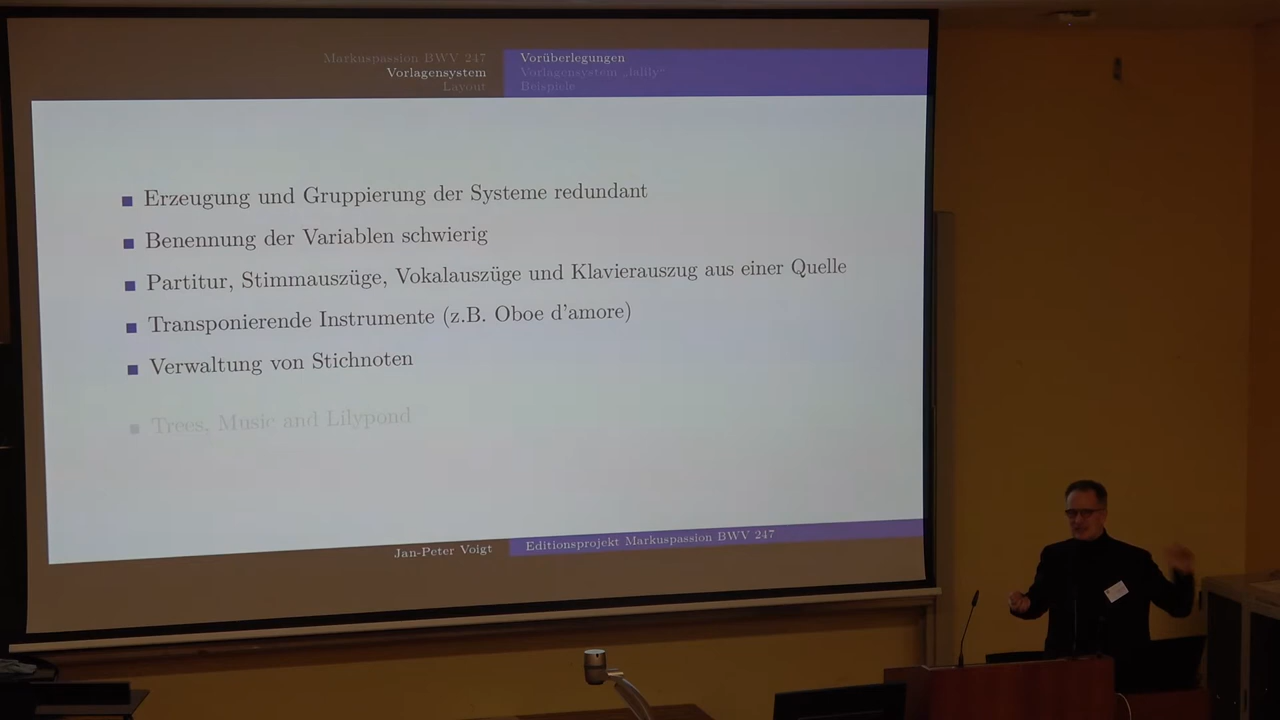 Markuspassion BWV 247
Vorlagensystem
Layout
Vorüberlegungen
Vorlagensystem „lalily“
Beispiele
Erzeugung und Gruppierung der Systeme redundant
Benennung der Variablen schwierig
Partitur, Stimmauszüge, Vokalauszüge und Klavierauszug aus einer Quelle
Transponierende Instrumente (z.B. Oboe d'amore)
Verwaltung von Stichnoten
Trees, Music and Lilypond
Jan-Peter Voigt
Editionsprojekt Markuspassion BWV 247